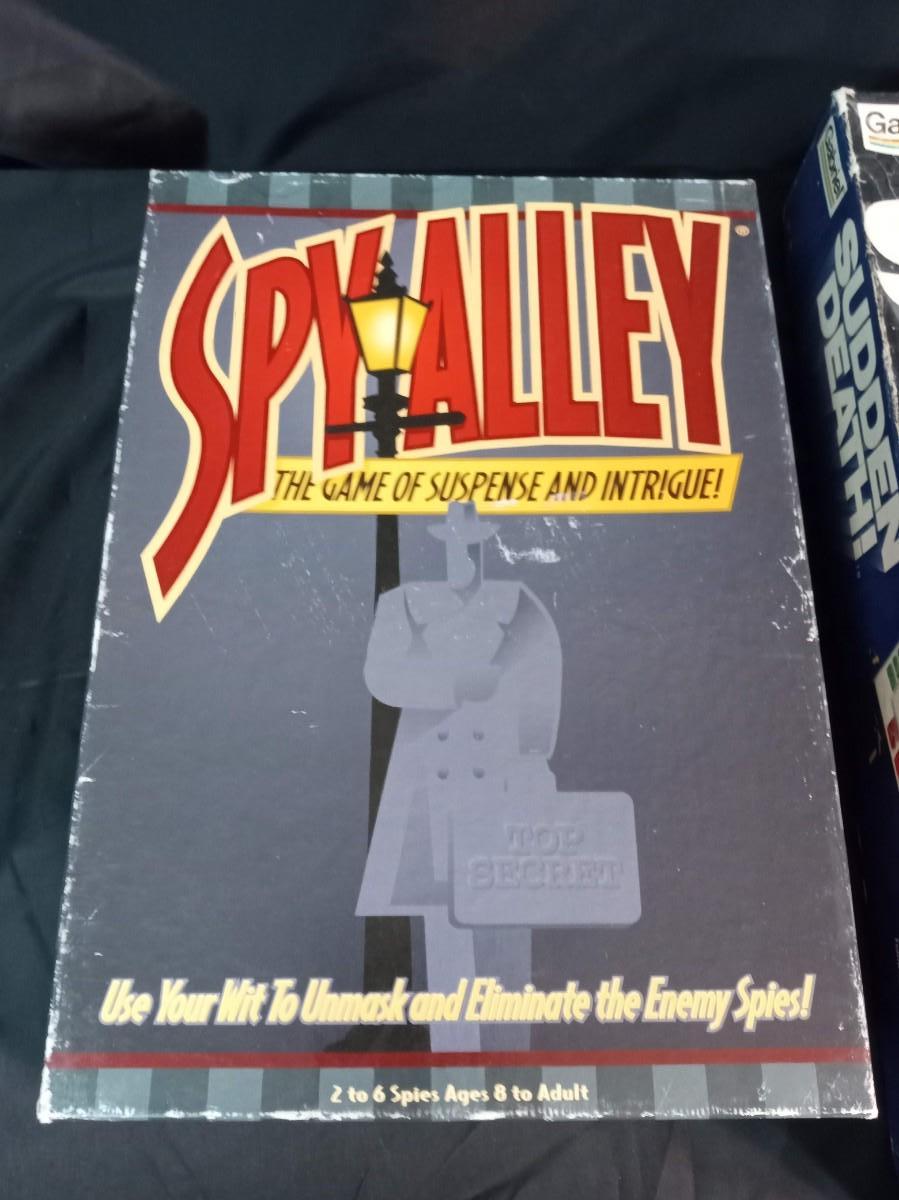 SPY ALLEY
®
THE GAME OF SUSPENSE AND INTRIGUE!
TOP
SECRET
Use Your Wit To Unmask and Eliminate the Enemy Spies!
2 to 6 Spies Ages 8 to Adult
Gabriel
SUDDEN
DEATH!
Ga